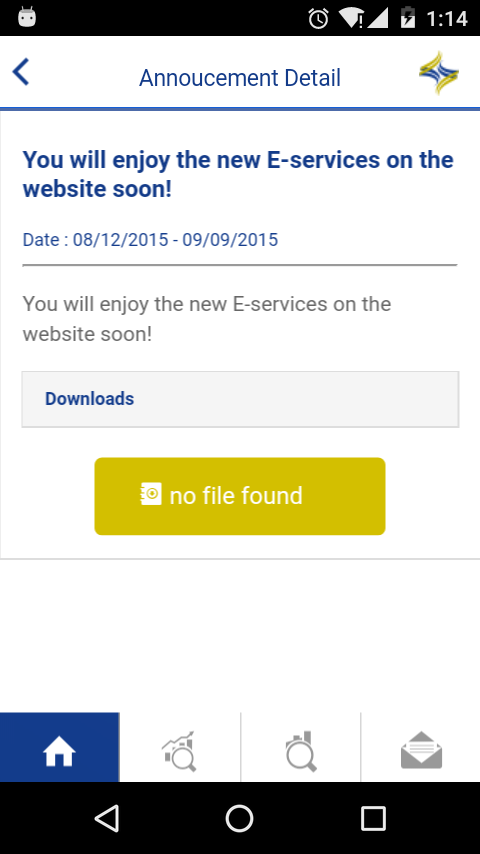 1:14
Annoucement Detail
You will enjoy the new E-services on the
website soon!
Date : 08/12/2015 - 09/09/2015
You will enjoy the new E-services on the
website soon!
Downloads
no file found